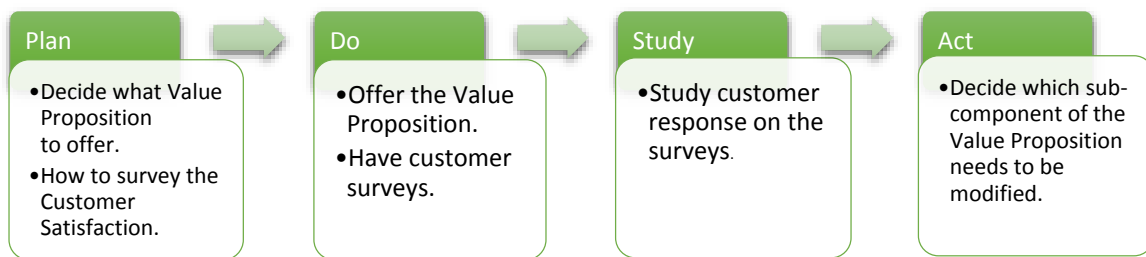 Plan
•Decide what Value
Proposition
to offer.
•How to survey the
Customer
Satisfaction.
Do
•Offer the Value
Proposition.
•Have customer
surveys.
Study
•Study customer
response on the
surveys.
Act
•Decide which sub-
component of the
Value Proposition
needs to be
modified.